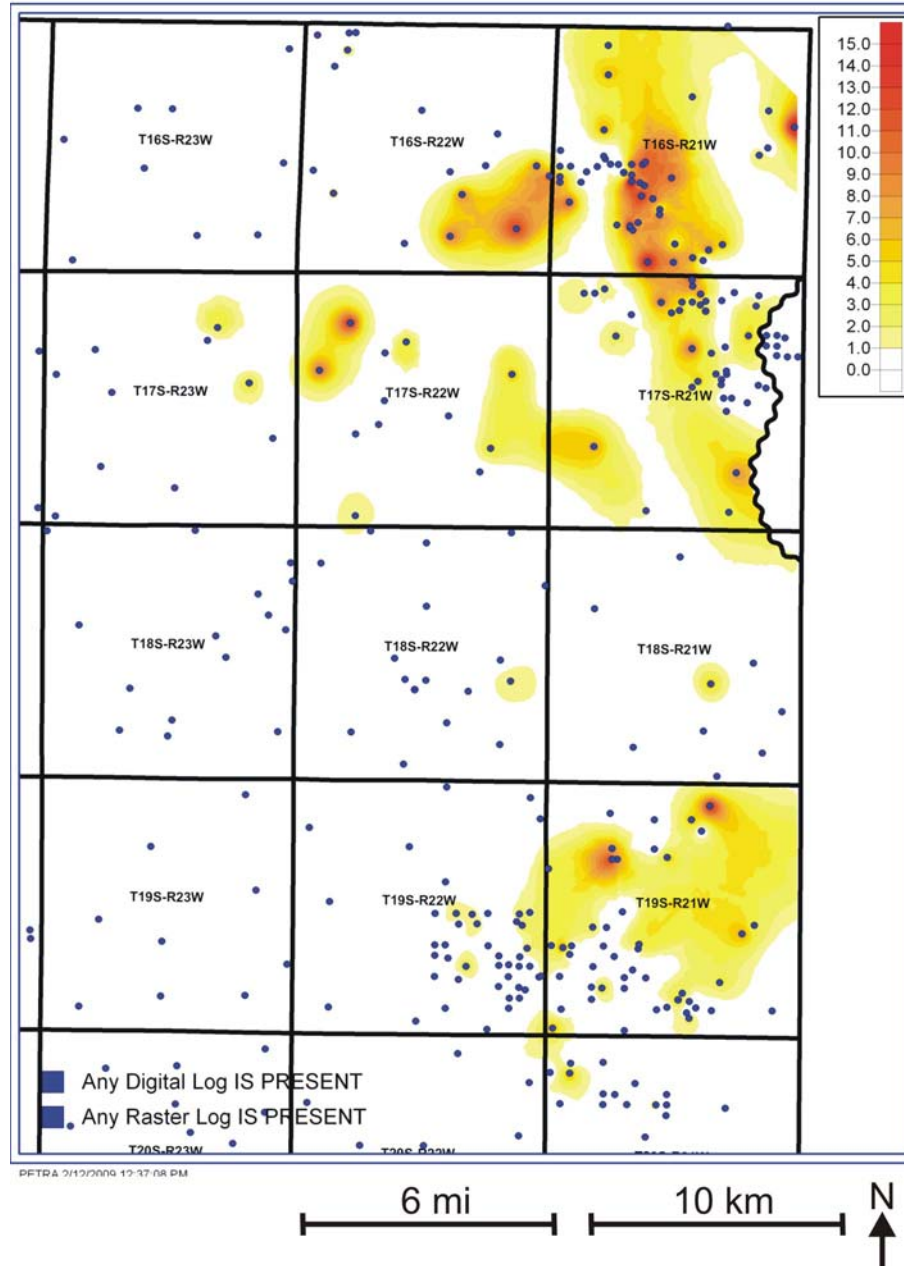 15.0
14.0
13.0
12.0
11.0
10.0
9.0
8.0
7.0
6.0
5.0
4.0
3.0
2.0
1.0
0.0
T16S-R23W
T16S-R22W
T16S-R21W
T17S-R23W
T17S-R22W
T17S-R21W
T18S-R23W
T18S-R22W
T18S-R21W
T19S-R23W
T19S-R22W
T19S-R21W
Any Digital Log IS PRESENT
Any Raster Log IS PRESENT
T20S-R23W
T20S-R22W
PETRA 2/12/2009 12:37:08 PM
6 mi
10 km
N